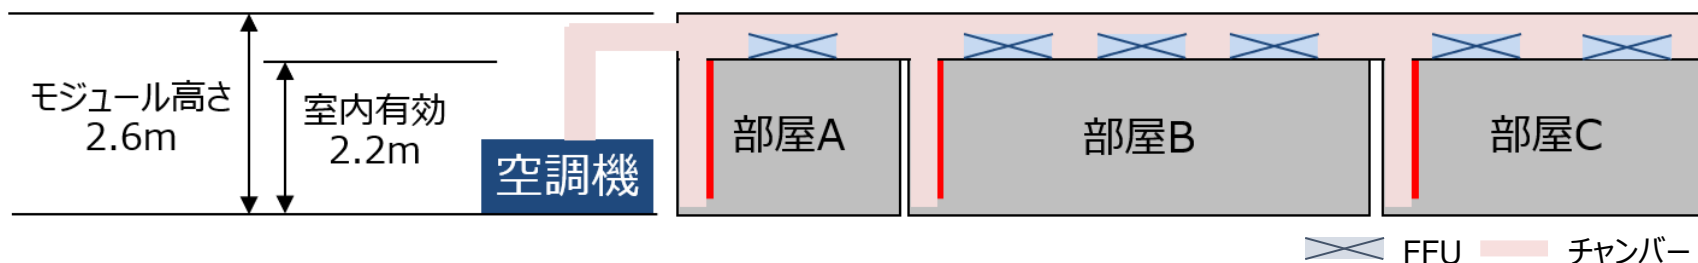 モジュール高さ
2.6m
室内有効
2.2m
空調機
部屋A
部屋B
部屋C
FFU
チャンバー